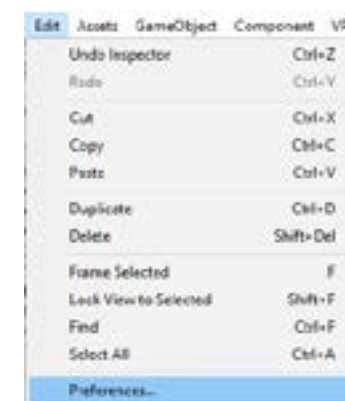 Edit Assets GameObject Component
Undo Inspector Ctrl+Z
Redo Ctrl+Y
Cut Ctrl+X
Copy Ctrl+C
Paste Ctrl+V
Duplicate Ctrl+D
Delete Shift+Del
Frame Selected F
Lock View to Selected Shift+F
Find Ctrl+F
Select All Ctrl+A
Preferences...